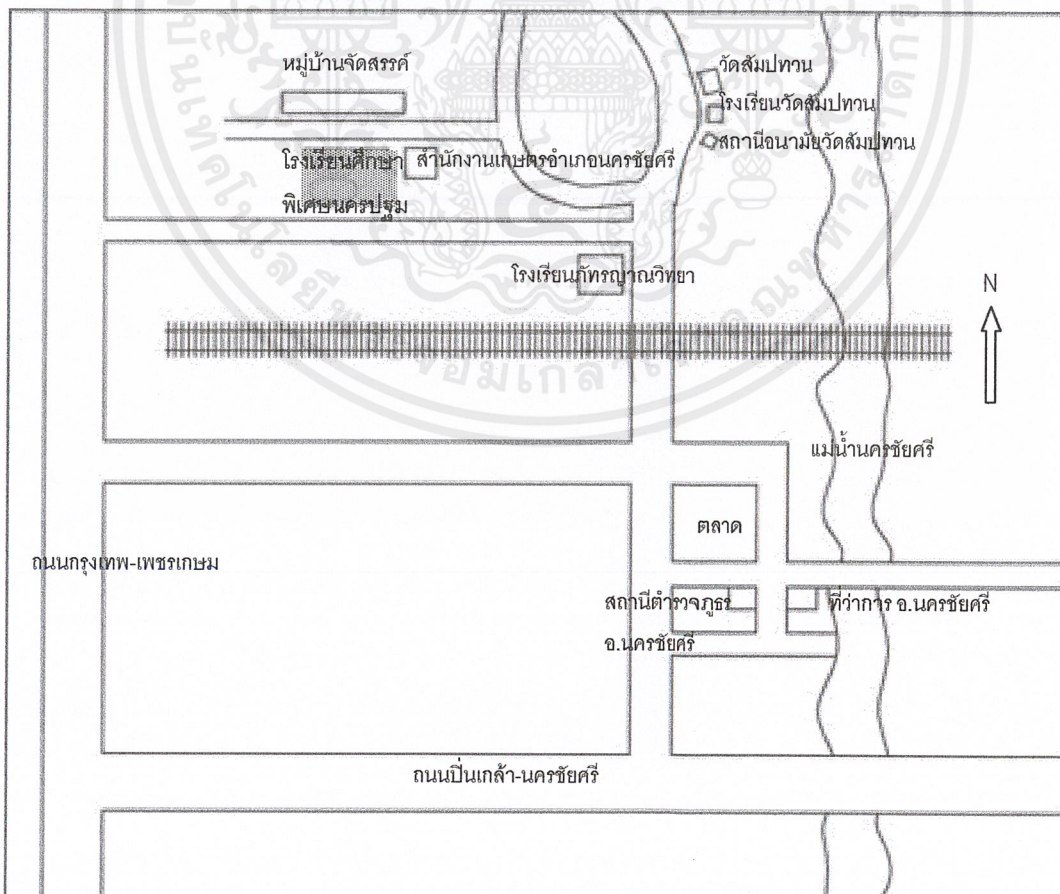 หมู่บ้านจัดสรรค์
วัดสัมปทวน
โรงเรียนวัดสัมปทวน
สถานีอนามัยวัดสัมปทวน
โรงเรียนศึกษา
พิเศษนครปฐม
สำนักงานเกษตรอำเภอนครชัยศรี
โรงเรียนภัทรญาณวิทยา
N
แม่น้ำนครชัยศรี
ตลาด
ถนนกรุงเทพ-เพชรเกษม
สถานีตำรวจภูธร
อ.นครชัยศรี
ที่ว่าการ อ.นครชัยศรี
ถนนปิ่นเกล้า-นครชัยศรี